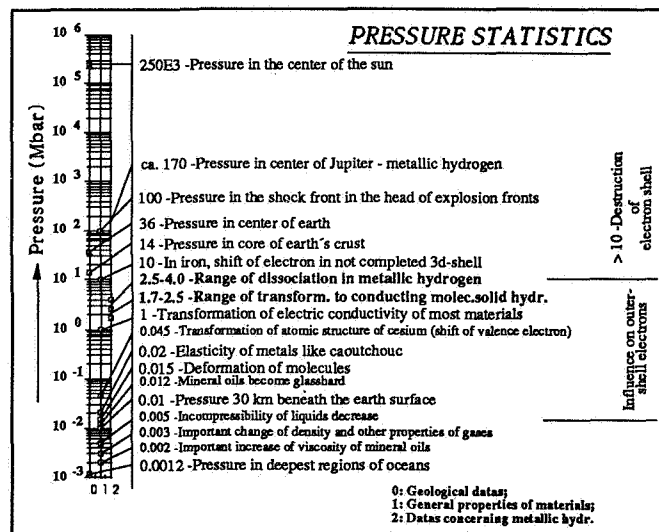 PRESSURE STATISTICS
Pressure (Mbar)
10 6
10 5
10 4
10 3
10 2
10 1
10 0
10 -1
10 -2
10 -3
0 1 2
250E3 -Pressure in the center of the sun
ca. 170 -Pressure in center of Jupiter - metallic hydrogen
100 -Pressure in the shock front in the head of explosion fronts
36 -Pressure in center of earth
14 -Pressure in core of earth´s crust
10 -In iron, shift of electron in not completed 3d-shell
2.5-4.0 -Range of dissociation in metallic hydrogen
1.7-2.5 -Range of transform. to conducting molec.solid hydr.
1 -Transformation of electric conductivity of most materials
0.045 -Transformation of atomic structure of cesium (shift of valence electron)
0.02 -Elasticity of metals like caoutchouc
0.015 -Deformation of molecules
0.012 -Mineral oils become glasshard
0.01 -Pressure 30 km beneath the earth surface
0.005 -Incompressibility of liquids decrease
0.003 -Important change of density and other properties of gases
0.002 -Important increase of viscosity of mineral oils
0.0012 -Pressure in deepest regions of oceans
> 10 -Destruction
of
electron shell
Influence on outer-
shell electrons
0: Geological datas;
1: General properties of materials;
2: Datas concerning metallic hydr.